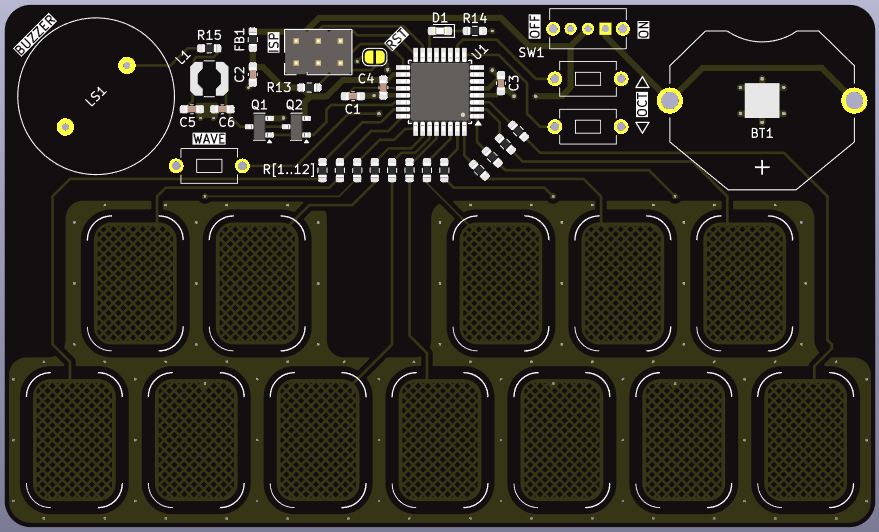 BUZZER
LS1
R15
L1
FB1
C2
C5
C6
WAVE
ISP
R13
Q1
Q2
RST
C4
C1
D1
R14
U1
C3
R[1..12]
OFF
ON
SW1
OCT
BT1
+